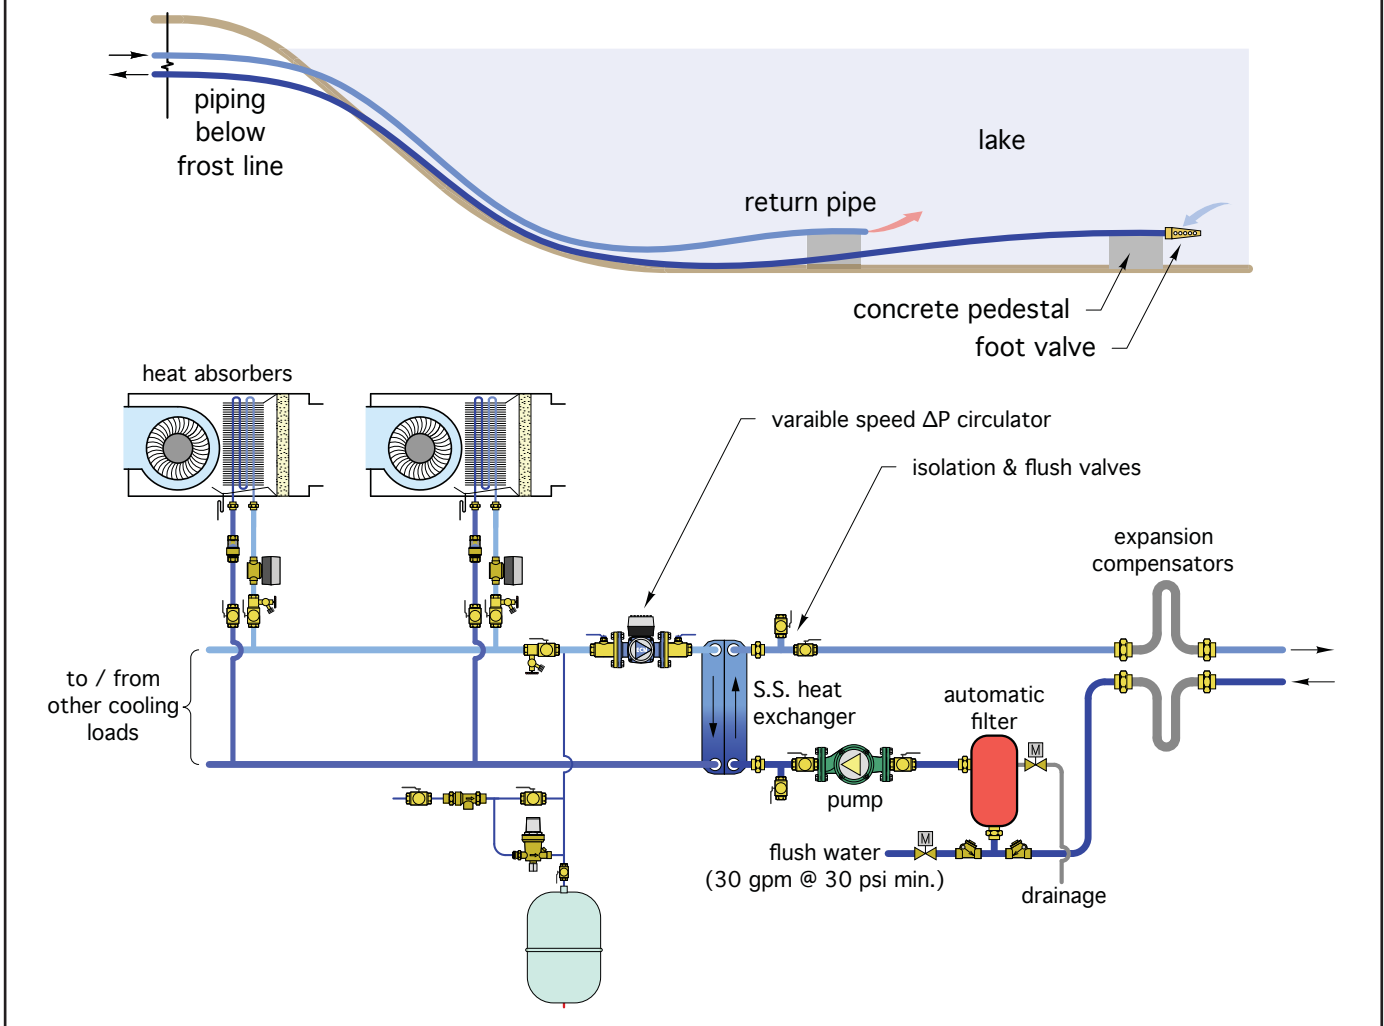 piping
below
frost line
lake
return pipe
concrete pedestal
foot valve
heat absorbers
varaible speed ΔP circulator
isolation & flush valves
expansion
compensators
to / from
other cooling
loads
S.S. heat
exchanger
automatic
filter
M
pump
M
flush water
(30 gpm @ 30 psi min.)
drainage